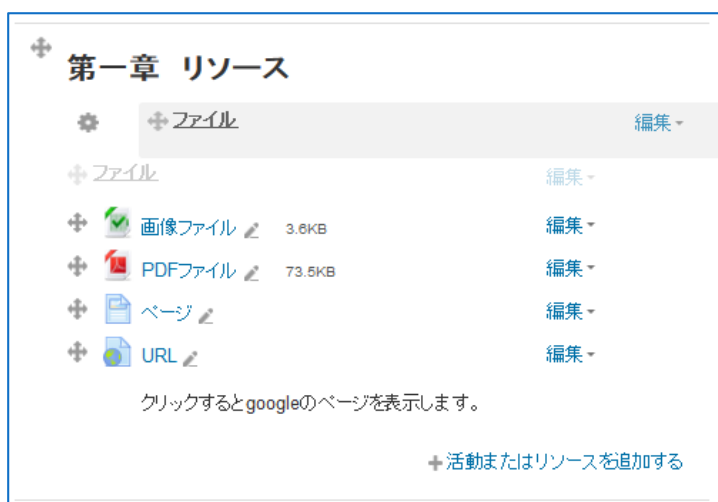 第一章 リソース
ファイル 編集
ファイル 編集
画像ファイル 3.6KB 編集
PDFファイル 73.5KB 編集
ページ 編集
URL 編集
クリックするとgoogleのページを表示します。
+活動またはリソースを追加する